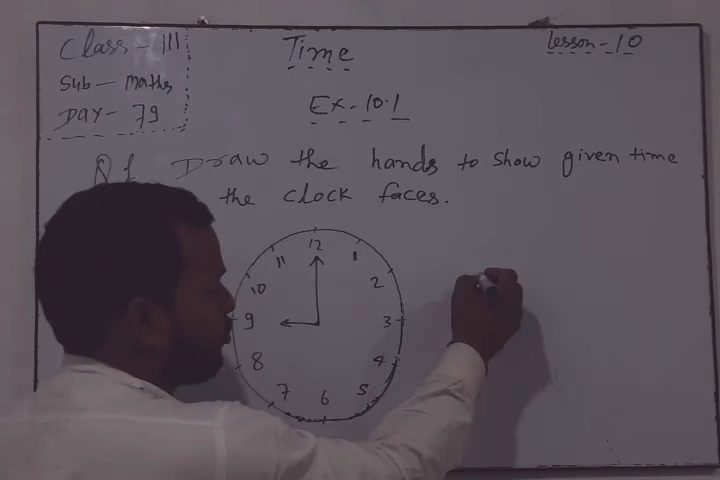 Class - III
Sub - Maths
Day - 79
Time
Lesson - 10
Ex - 10.1
Q1 Draw the hands to show given time
the clock faces.
12
11 1
10 2
9 3
8 4
7 5
6